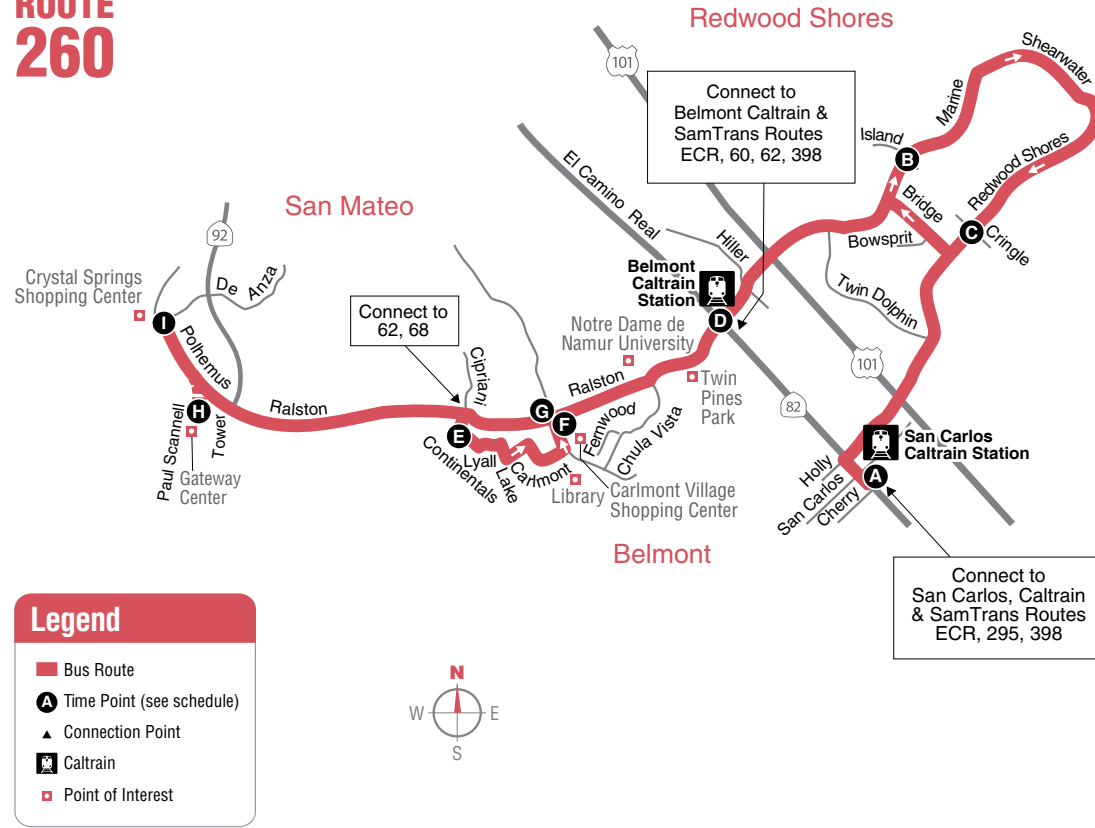 ROUTE
260
Redwood Shores
101
Shearwater
Marine
Connect to
Belmont Caltrain &
SamTrans Routes
ECR, 60, 62, 398
Island
B
Redwood Shores
El Camino Real
Bridge
San Mateo
92
C
Cringle
Bowsprit
Hiller
De Anza
Belmont
Caltrain
Station
Crystal Springs
Shopping Center
Twin Dolphin
I
D
Connect to
62, 68
Notre Dame de
Namur University
Polhemus
Cipriani
101
Ralston
Twin
Pines
Park
82
H
Tower
Ralston
G
F
Fernwood
Chula Vista
E
San Carlos
Caltrain Station
Paul Scannell
Continentals
Lyall
Lake
Carlmont
Holly
San Carlos
Cherry
A
Gateway
Center
Library
Carlmont Village
Shopping Center
Belmont
Connect to
San Carlos, Caltrain
& SamTrans Routes
ECR, 295, 398
Legend
Bus Route
A Time Point (see schedule)
Connection Point
Caltrain
Point of Interest
N
W
E
S